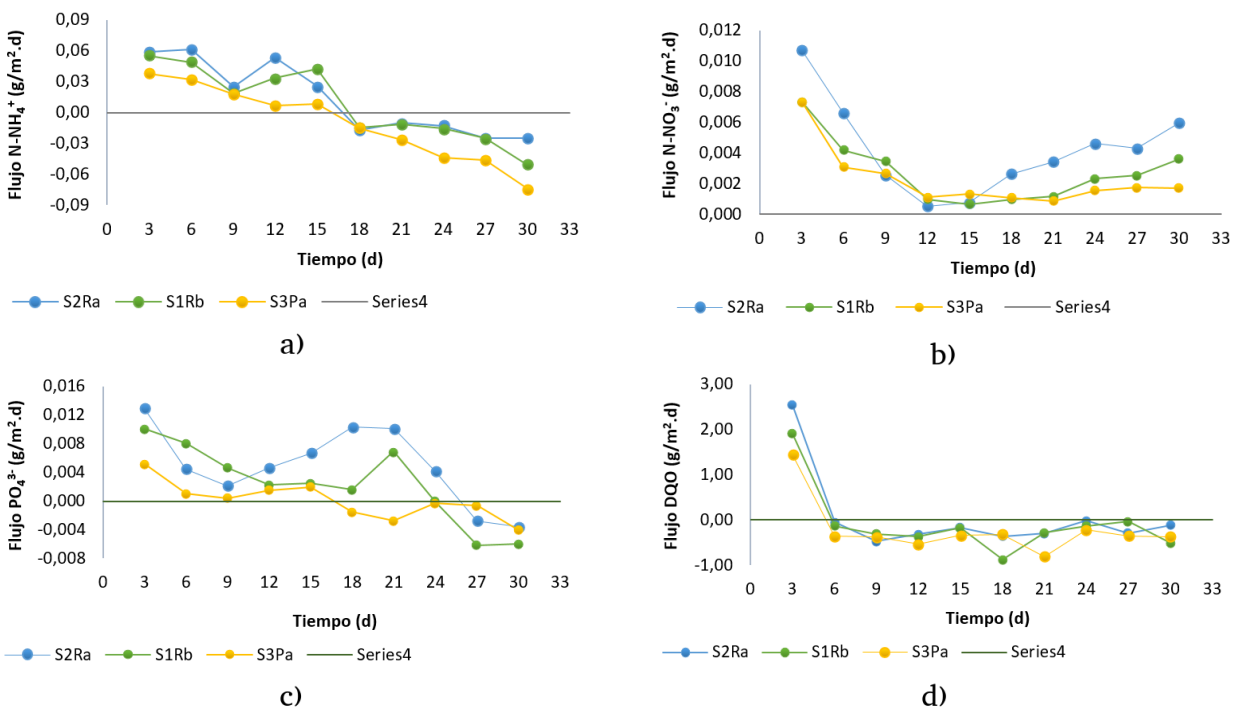 Flujo N-NH₄⁺ (g/m².d)
0,09
0,06
0,03
0,00
-0,03
-0,06
-0,09
0 3 6 9 12 15 18 21 24 27 30 33
Tiempo (d)
S2Ra S1Rb S3Pa Series4
a)
Flujo N-NO₃⁻ (g/m².d)
0,012
0,010
0,008
0,006
0,004
0,002
0,000
0 3 6 9 12 15 18 21 24 27 30 33
Tiempo (d)
S2Ra S1Rb S3Pa Series4
b)
Flujo PO₄³⁻ (g/m².d)
0,016
0,012
0,008
0,004
0,000
-0,004
-0,008
0 3 6 9 12 15 18 21 24 27 30 33
Tiempo (d)
S2Ra S1Rb S3Pa Series4
c)
Flujo DQO (g/m².d)
3,00
2,00
1,00
0,00
-1,00
0 3 6 9 12 15 18 21 24 27 30 33
Tiempo (d)
S2Ra S1Rb S3Pa Series4
d)